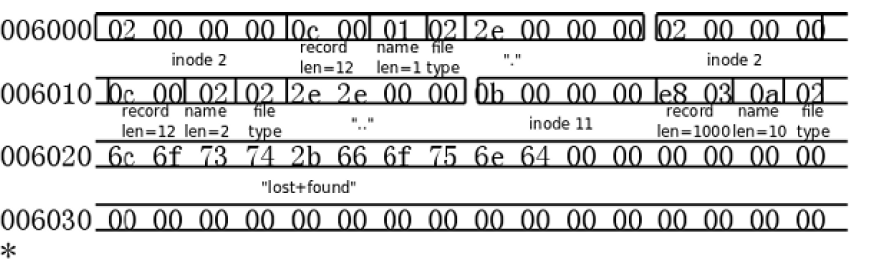 006000 02 00 00 00 0c 00 01 02 2e 00 00 00 02 00 00 00
inode 2 record len=12 name len=1 file type "." inode 2
006010 0c 00 02 02 2e 2e 00 00 0b 00 00 00 e8 03 0a 02
record len=12 name len=2 file type ".." inode 11 record len=1000 name len=10 file type
006020 6c 6f 73 74 2b 66 6f 75 6e 64 00 00 00 00 00 00
"lost+found"
006030 00 00 00 00 00 00 00 00 00 00 00 00 00 00 00 00
*